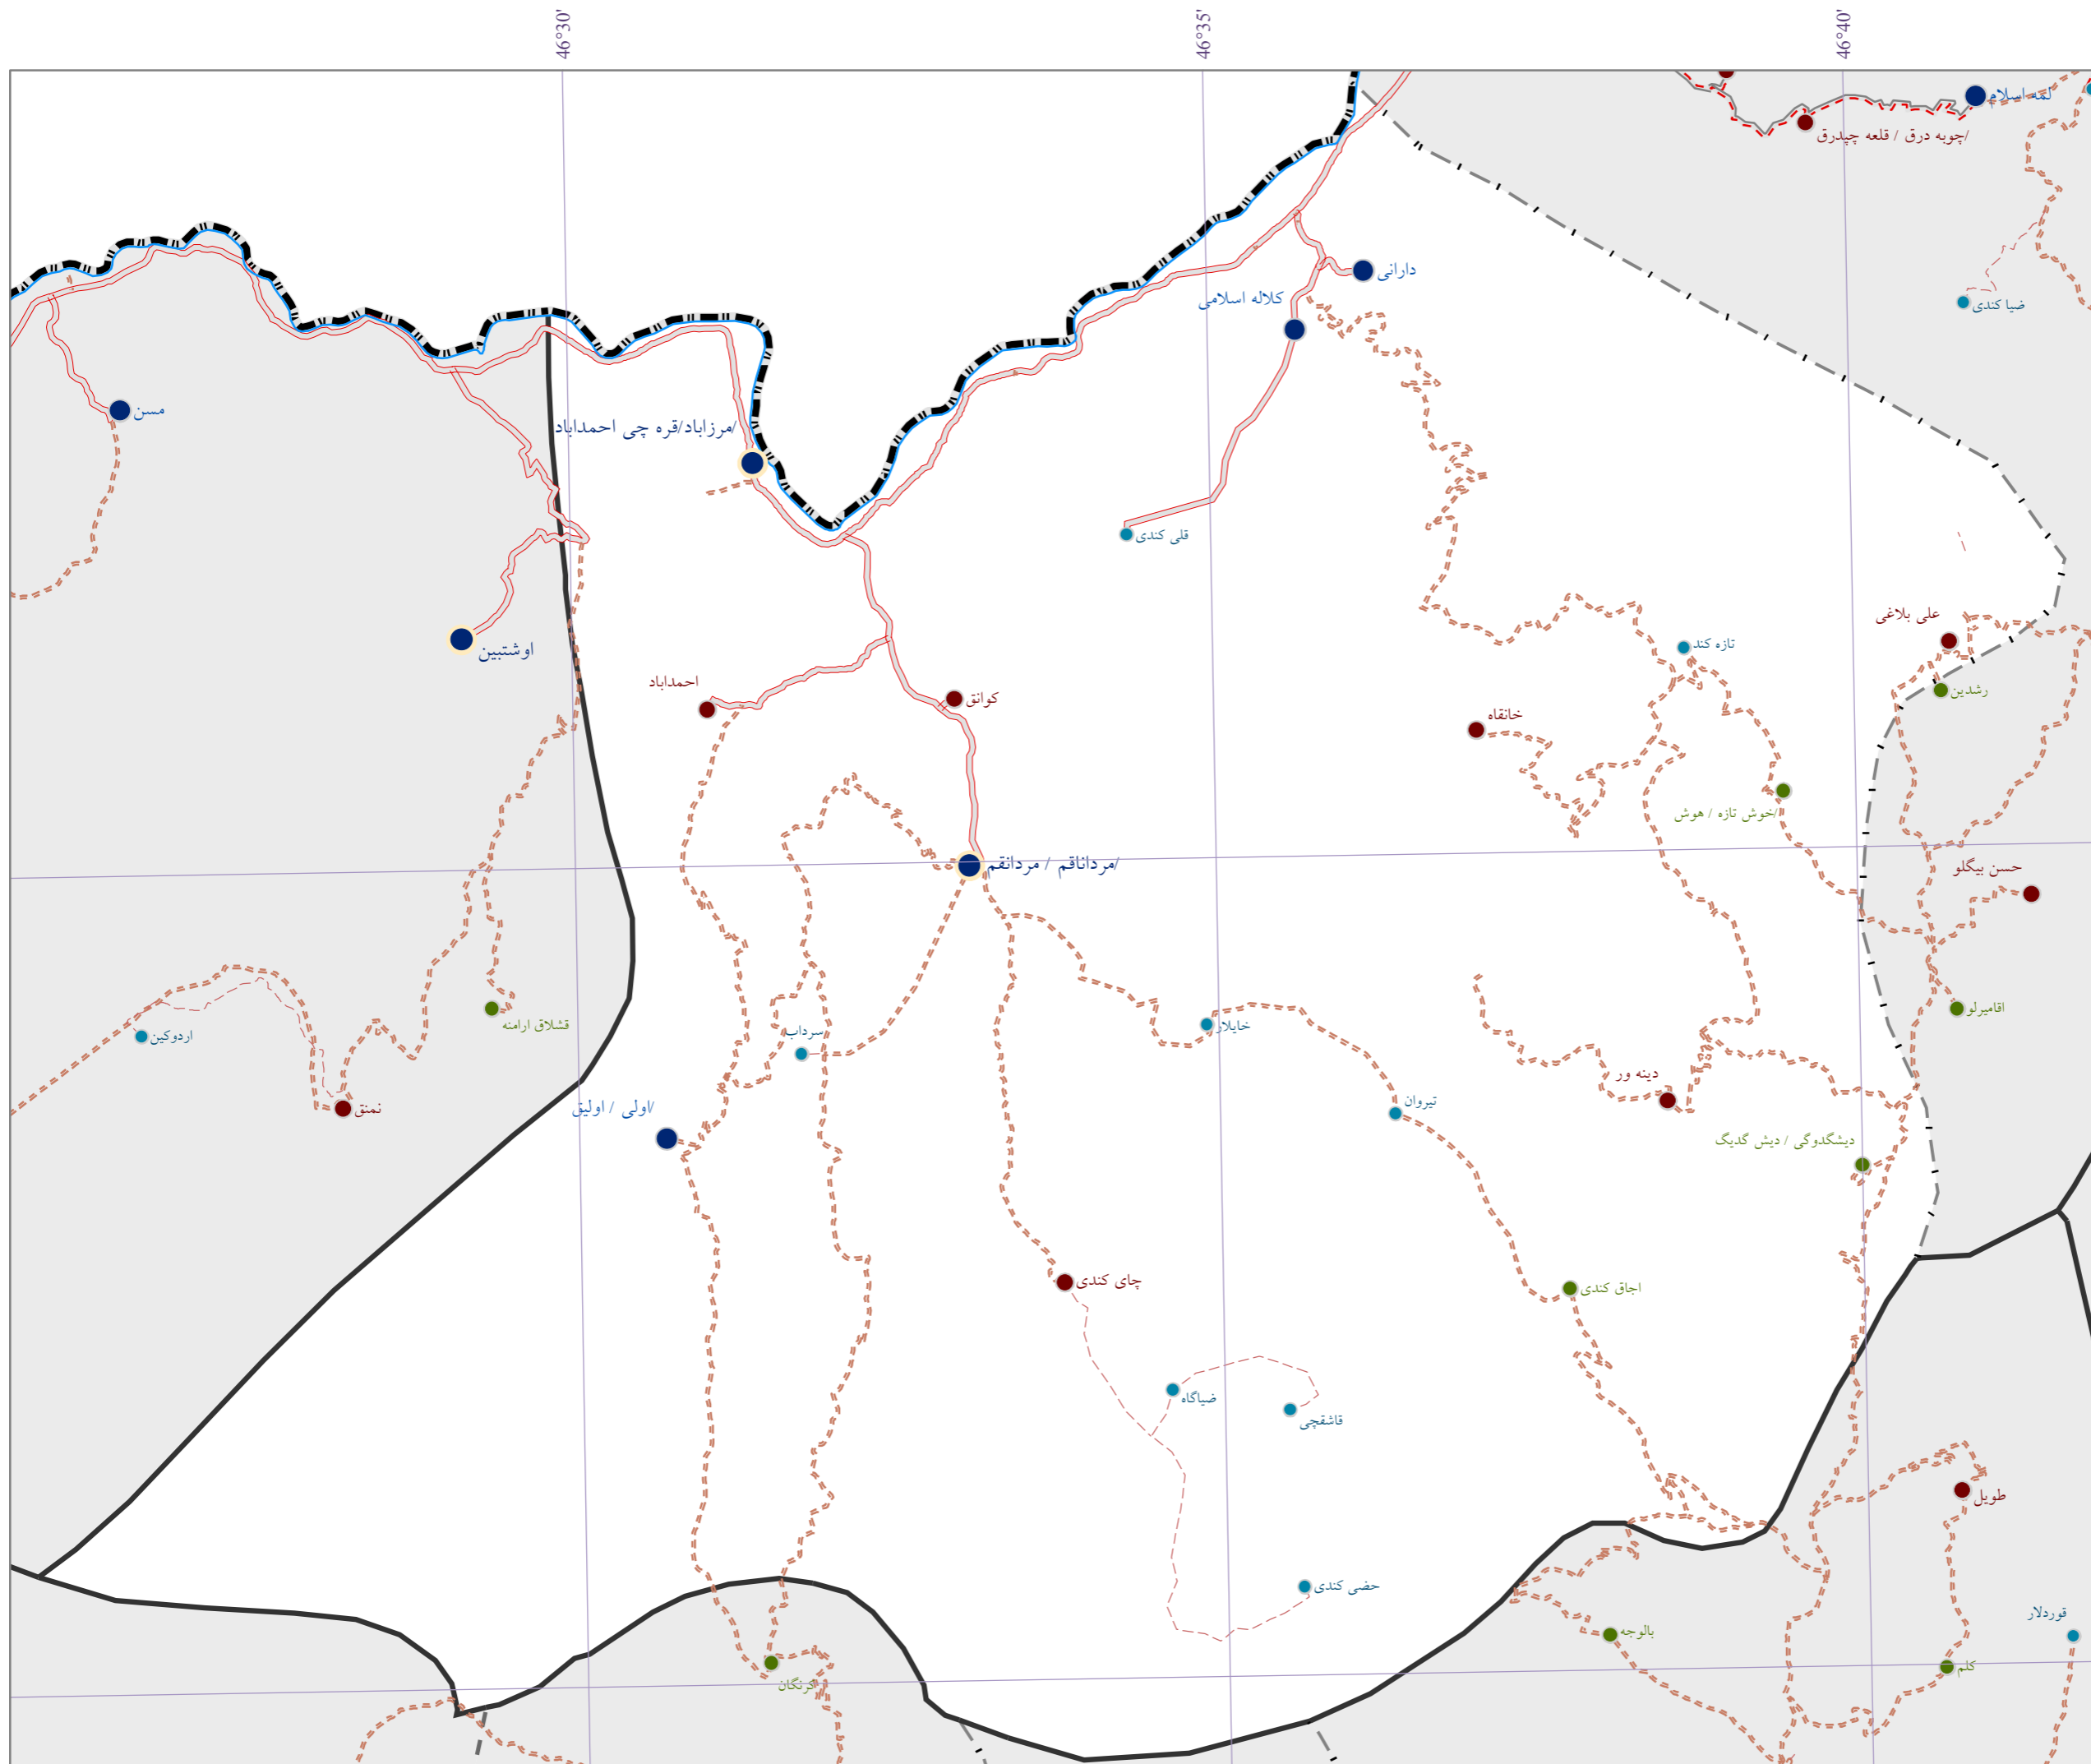 46°30'
46°35'
46°40'
لمه اسلام
چوبه درق / قلعه چپدرق/
ضیا کندی
دارانی
کلاله اسلامی
مسن
مرزاباد/قره چی احمداباد/
قلی کندی
علی بلاغی
اوشتبین
تازه کند
احمداباد
رشدین
کوانق
خانقاه
خوش تازه / هوش/
مرداناقم / مردانقم/
حسن بیگلو
اقامیرلو
قشلاق ارامنه
خایلار
سرداب
اردوکین
دینه ور
تیروان
نمنق
اولی / اولیق/
دیشگدوگی / دیش گدیگ
چای کندی
اجاق کندی
ضیاگاه
قاشقچی
طویل
حضی کندی
قوردلار
بالوجه
کلم
کرنگان